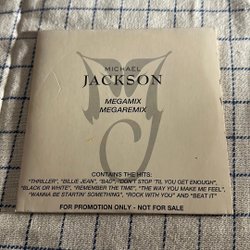 MICHAEL
JACKSON
MEGAMIX
MEGAREMIX
CONTAINS THE HITS:
"THRILLER", "BILLIE JEAN", "BAD", "DON'T STOP 'TIL YOU GET ENOUGH",
"BLACK OR WHITE", "REMEMBER THE TIME", "THE WAY YOU MAKE ME FEEL",
"WANNA BE STARTIN' SOMETHING", "ROCK WITH YOU" AND "BEAT IT"
FOR PROMOTION ONLY - NOT FOR SALE